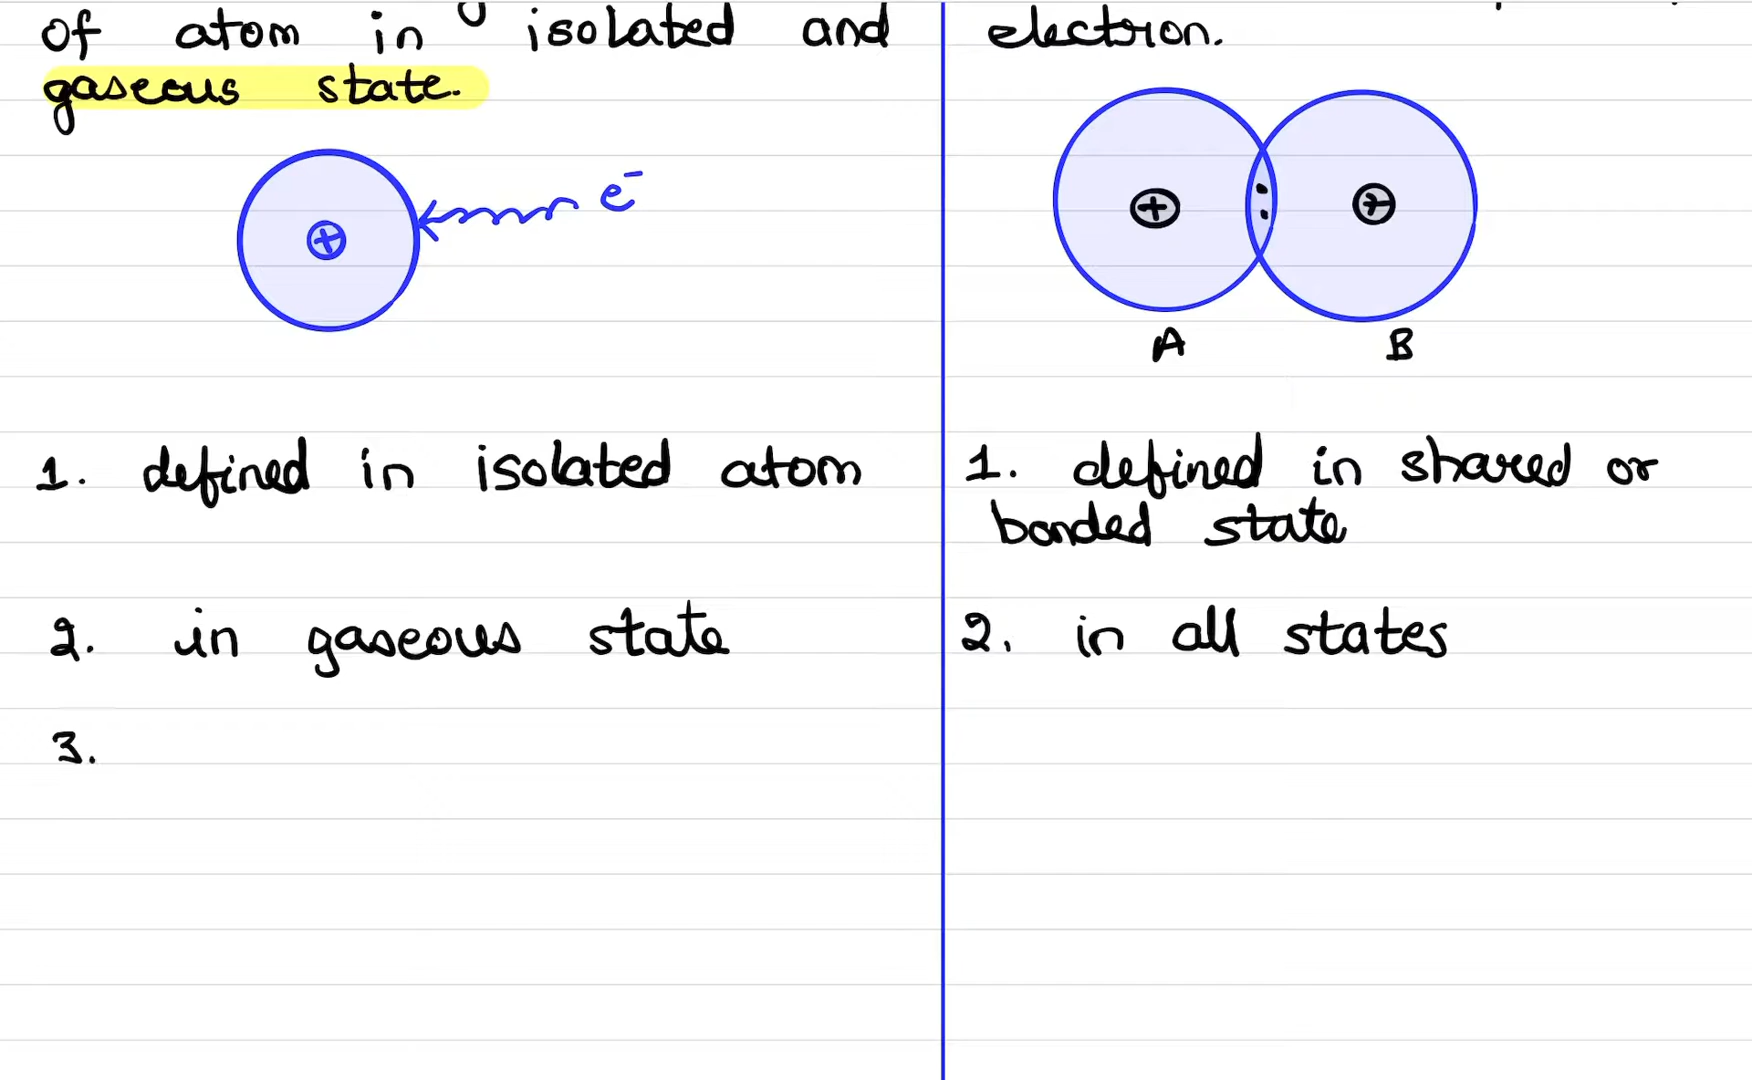 of atom in isolated and
gaseous state.
e⁻
+
1. defined in isolated atom
2. in gaseous state
3.
electron.
+ : +
A B
1. defined in shared or
bonded state
2. in all states